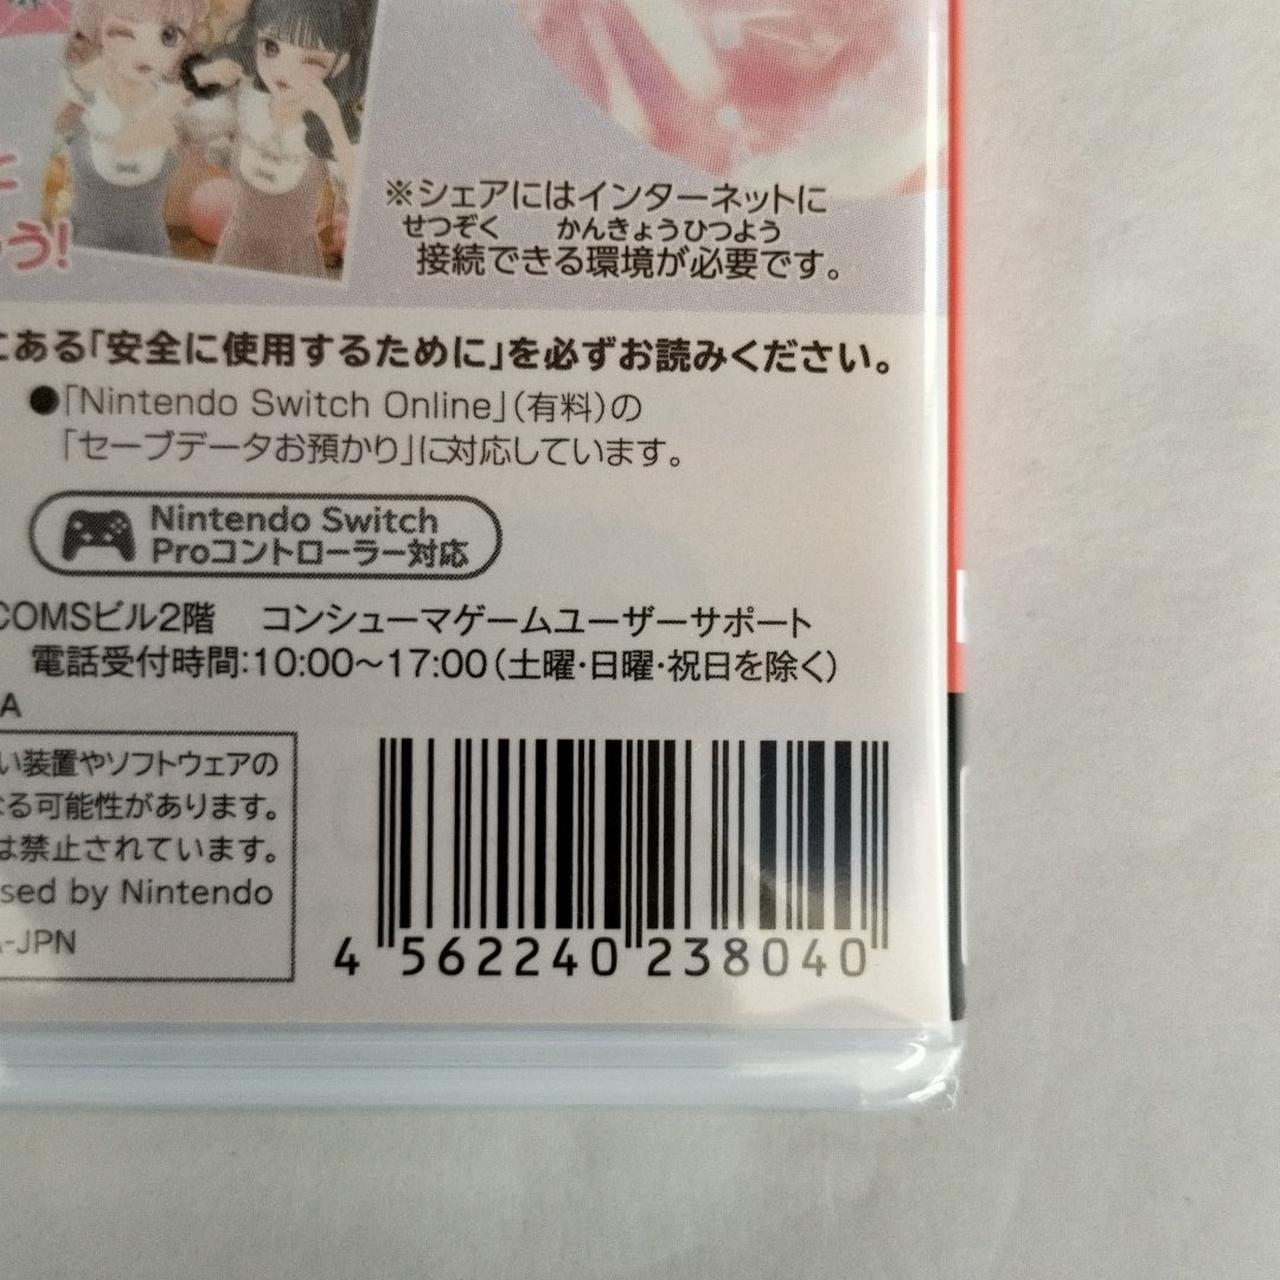 と
う!
※シェアにはインターネットに
せつぞく かんきょうひつよう
接続できる環境が必要です。
にある「安全に使用するために」を必ずお読みください。
●「Nintendo Switch Online」(有料)の
「セーブデータお預かり」に対応しています。
Nintendo Switch
Proコントローラー対応
COMSビル2階 コンシューマゲームユーザーサポート
電話受付時間:10:00～17:00(土曜・日曜・祝日を除く)
A
い装置やソフトウェアの
なる可能性があります。
は禁止されています。
sed by Nintendo
A-JPN
4 562240 238040